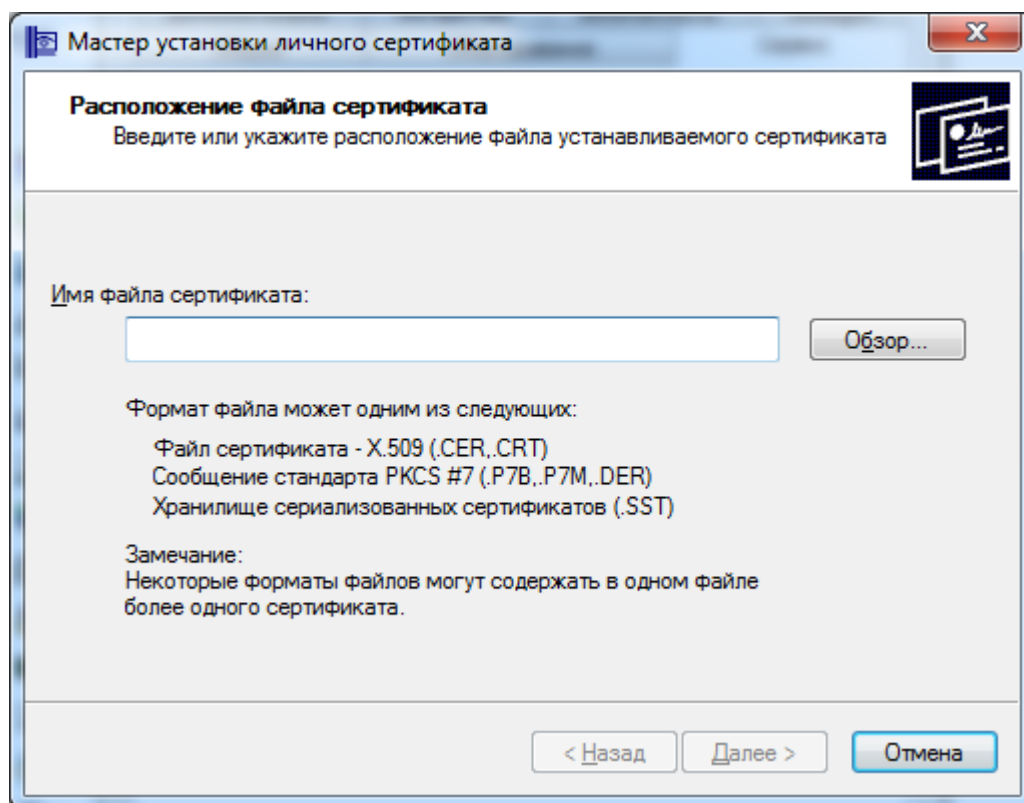 Мастер установки личного сертификата
Расположение файла сертификата
Введите или укажите расположение файла устанавливаемого сертификата
Имя файла сертификата:
Обзор...
Формат файла может одним из следующих:
Файл сертификата - X.509 (.CER,.CRT)
Сообщение стандарта PKCS #7 (.P7B,.P7M,.DER)
Хранилище сериализованных сертификатов (.SST)
Замечание:
Некоторые форматы файлов могут содержать в одном файле
более одного сертификата.
< Назад
Далее >
Отмена